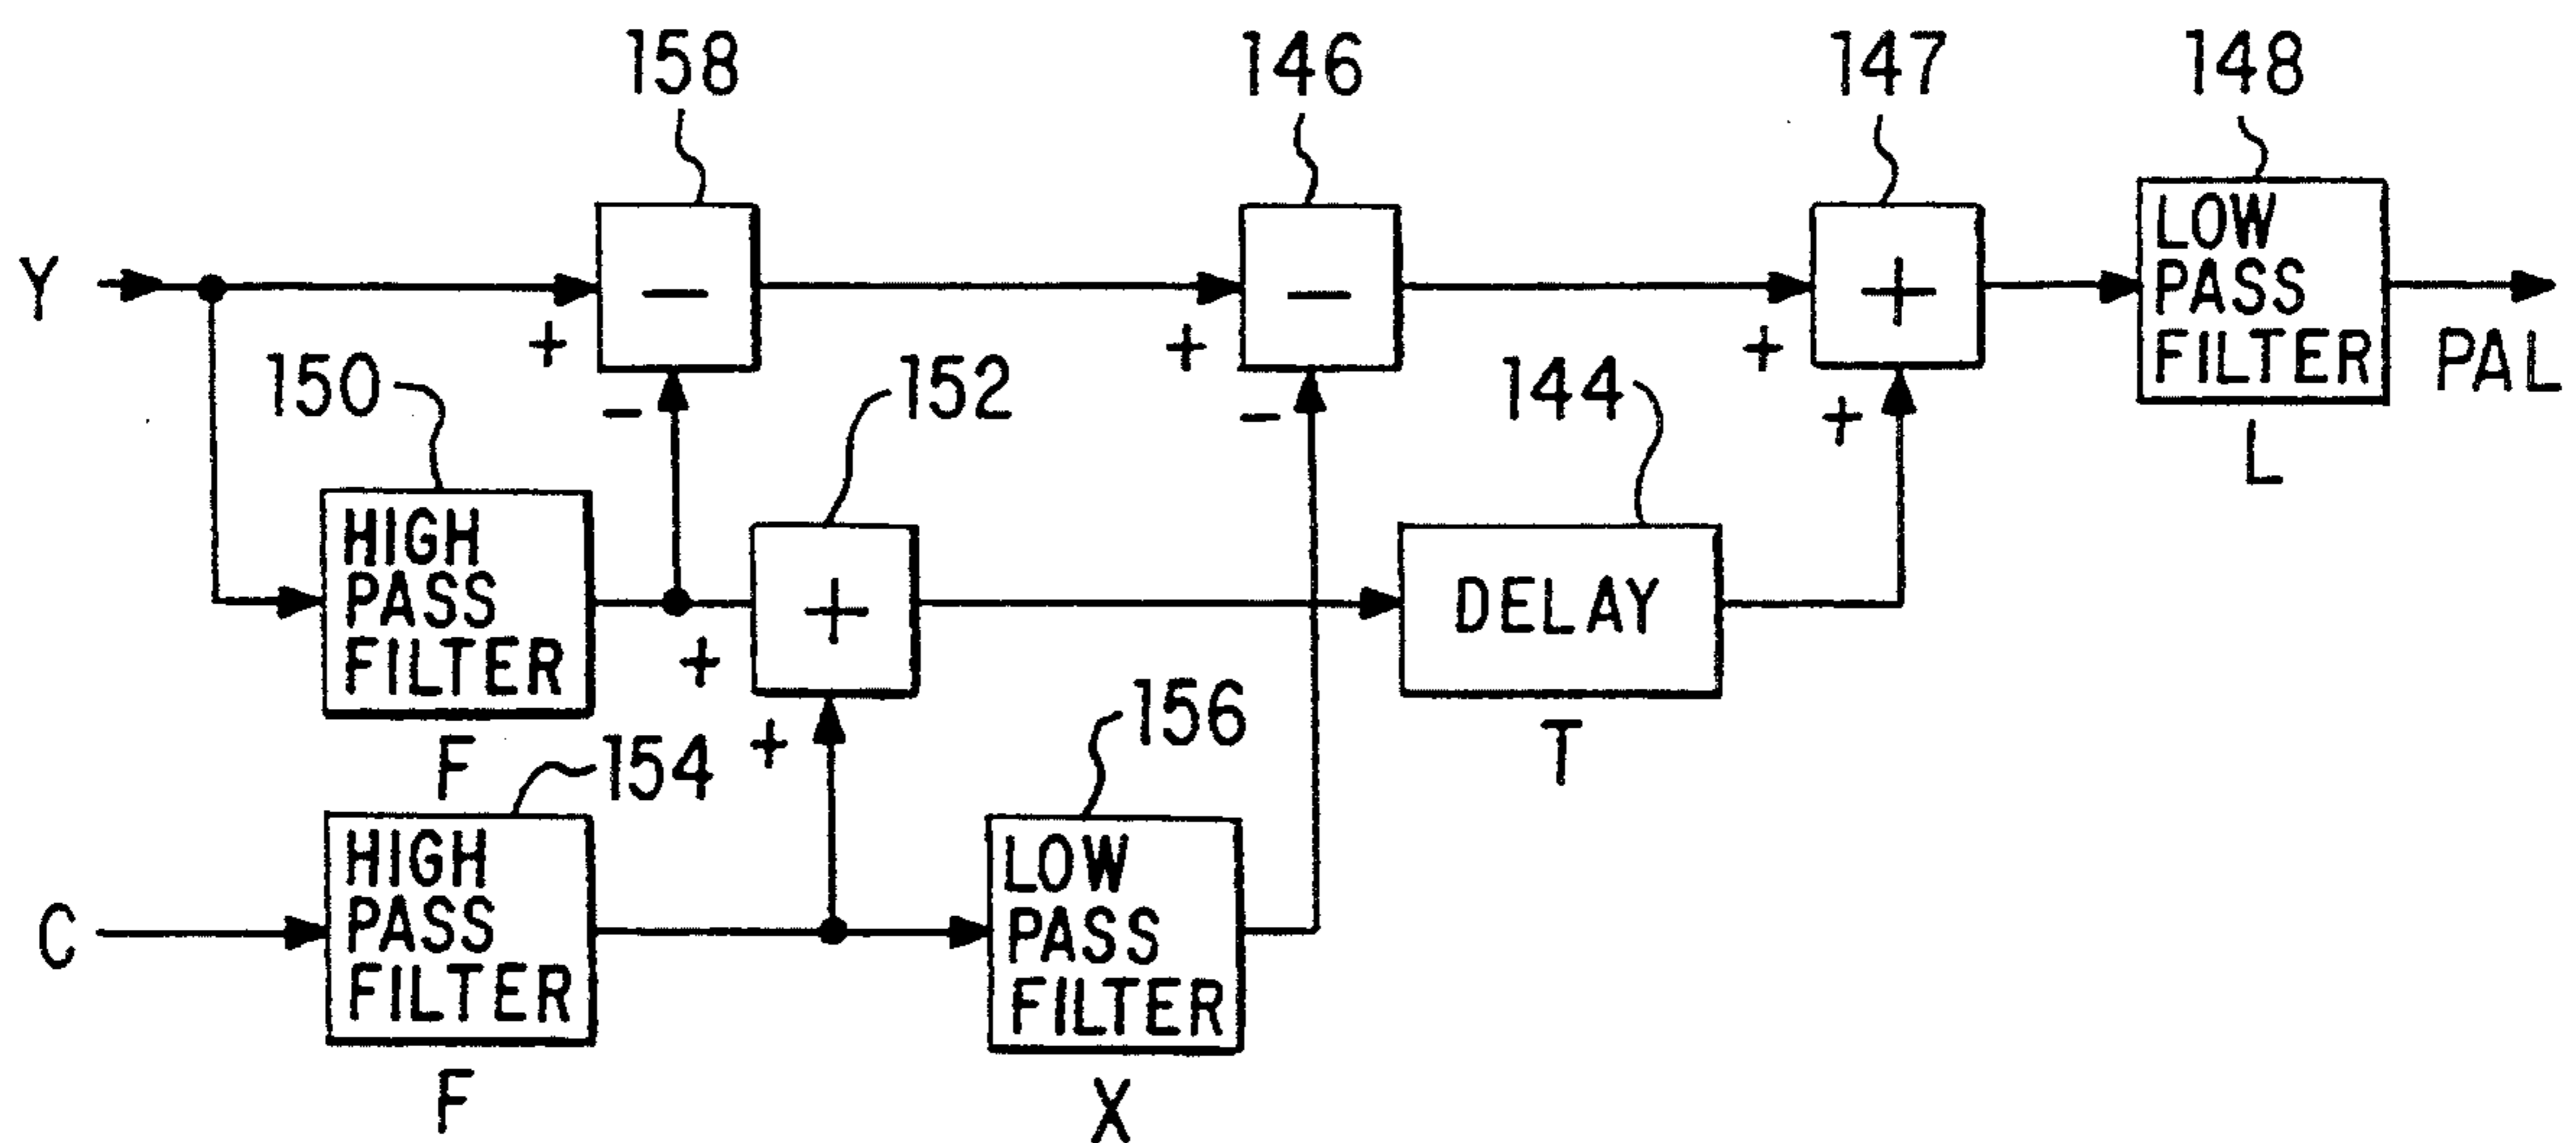 158
146
147
148
Y
−
+
−
−
+
−
+
+
+
LOW
PASS
FILTER
L
PAL
150
HIGH
PASS
FILTER
F
152
+
+
+
144
DELAY
T
154
HIGH
PASS
FILTER
F
C
156
LOW
PASS
FILTER
X